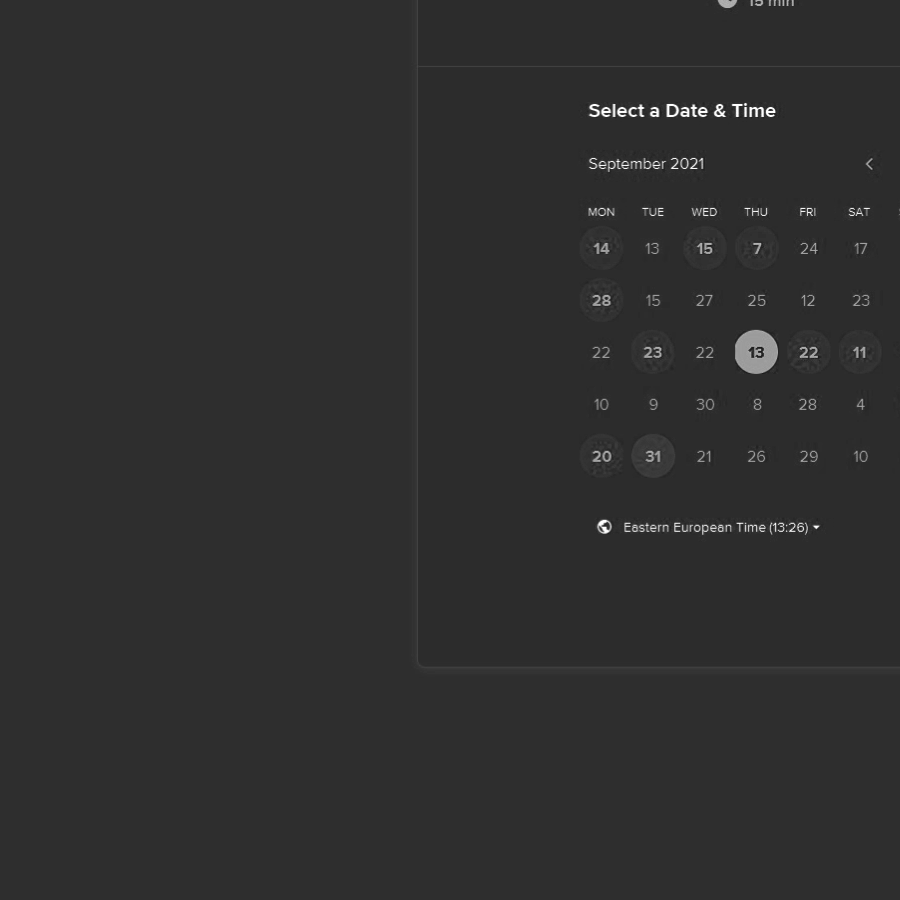 15 min
Select a Date & Time
September 2021
MON TUE WED THU FRI SAT
14 13 15 7 24 17
28 15 27 25 12 23
22 23 22 13 22 11
10 9 30 8 28 4
20 31 21 26 29 10
Eastern European Time (13:26)